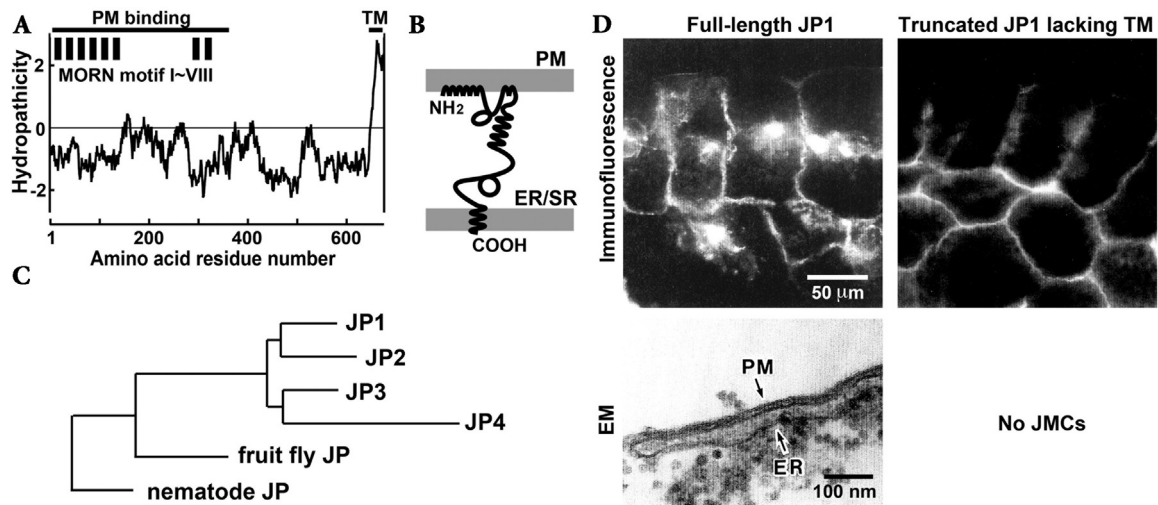 A
PM binding
TM
MORN motif I~VIII
Hydropathicity
2
0
-2
1
200
400
600
Amino acid residue number
B
PM
NH2
ER/SR
COOH
C
JP1
JP2
JP3
JP4
fruit fly JP
nematode JP
D
Full-length JP1
Truncated JP1 lacking TM
Immunofluorescence
50 µm
EM
PM
ER
100 nm
No JMCs